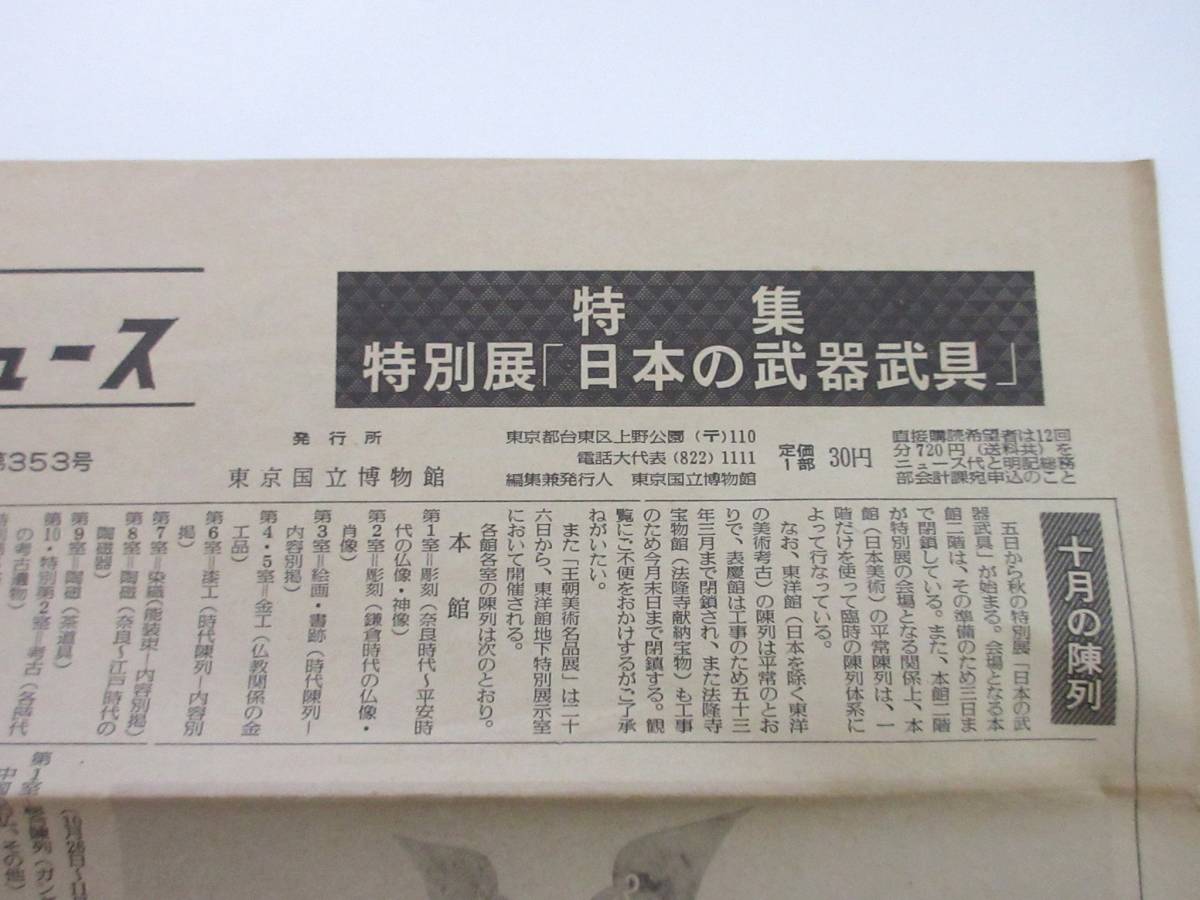 ュース
特集
特別展「日本の武器武具」
第353号
発行所
東京国立博物館
東京都台東区上野公園(〒)110
電話大代表(822)1111
編集兼発行人 東京国立博物館
定価
1部
30円
直接購読希望者は12回
分720円(送料共)を
ニュース代と明記の総務
部会計課宛申込のこと
十月の陳列
五日から秋の特別展「日本の武
器武具」が始まる。会場となる本
館二階は、その準備のため三日ま
で閉鎖している。また、本館二階
が特別展の会場となる関係上、本
館(日本美術)の平常陳列は、一
階だけを使って臨時の陳列体系に
よって行なっている。
なお、東洋館(日本を除く東洋
の美術考古)の陳列は平常のとお
りで、表慶館は工事のため五十三
年三月まで閉鎖され、また法隆寺
宝物館(法隆寺献納宝物)も工事
のため今月末日まで閉鎖する。観
覧にご不便をおかけするがご了承
ねがいたい。
また「王朝美術名品展」は二十
六日から、東洋館地下特別展示室
において開催される。
各館各室の陳列は次のとおり。
本館
第1室=彫刻(奈良時代~平安時
代の仏像・神像)
第2室=彫刻(鎌倉時代の仏像・
肖像)
第3室=絵画・書跡(時代陳列—
内容別掲)
第4・5室=金工(仏教関係の金
工品)
第6室=漆工(時代陳列—内容別
掲)
第7室=染織(能装束—内容別掲)
第8室=陶磁(奈良~江戸時代の
陶磁器)
第9室=陶磁(茶道具)
第10・特別第2室=考古(各時代
の考古遺物)
(10月26日~11